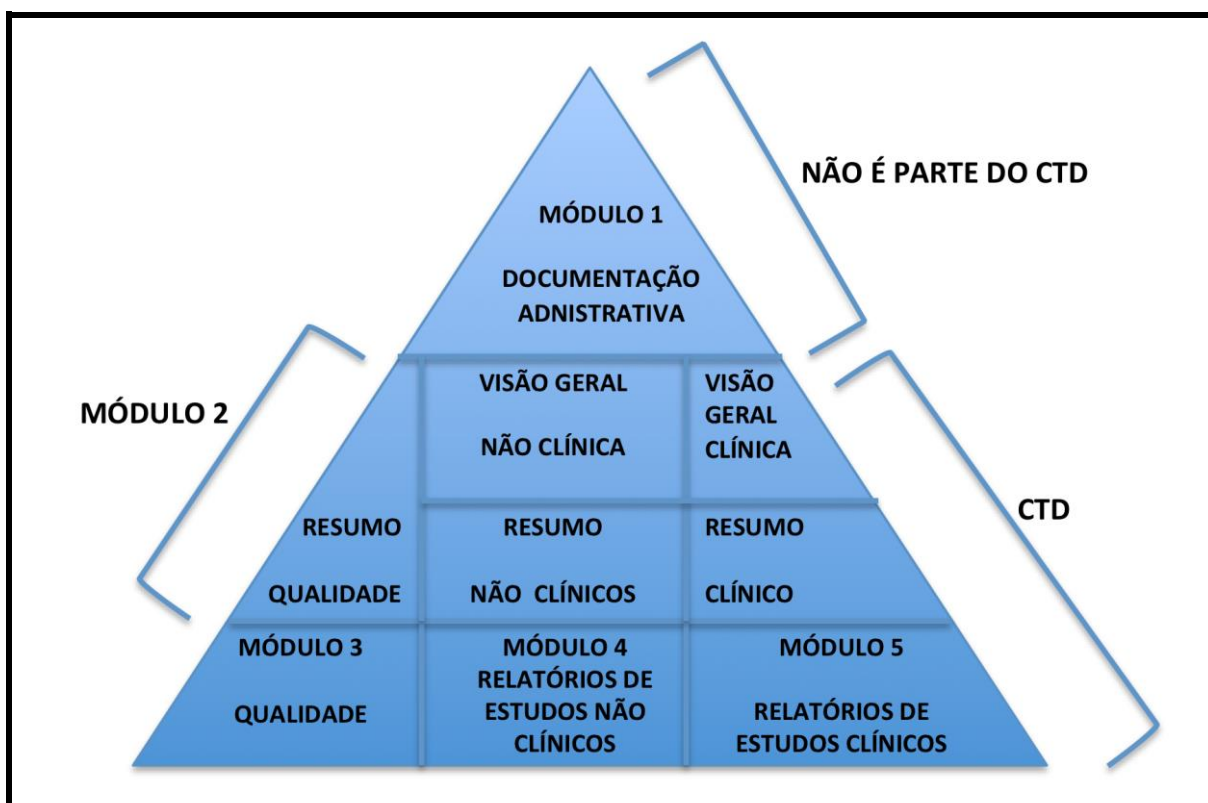 NÃO É PARTE DO CTD
MÓDULO 1
DOCUMENTAÇÃO
ADNISTRATIVA
MÓDULO 2
VISÃO GERAL
NÃO CLÍNICA
VISÃO
GERAL
CLÍNICA
CTD
RESUMO
QUALIDADE
RESUMO
NÃO CLÍNICOS
RESUMO
CLÍNICO
MÓDULO 3
QUALIDADE
MÓDULO 4
RELATÓRIOS DE
ESTUDOS NÃO
CLÍNICOS
MÓDULO 5
RELATÓRIOS DE
ESTUDOS CLÍNICOS